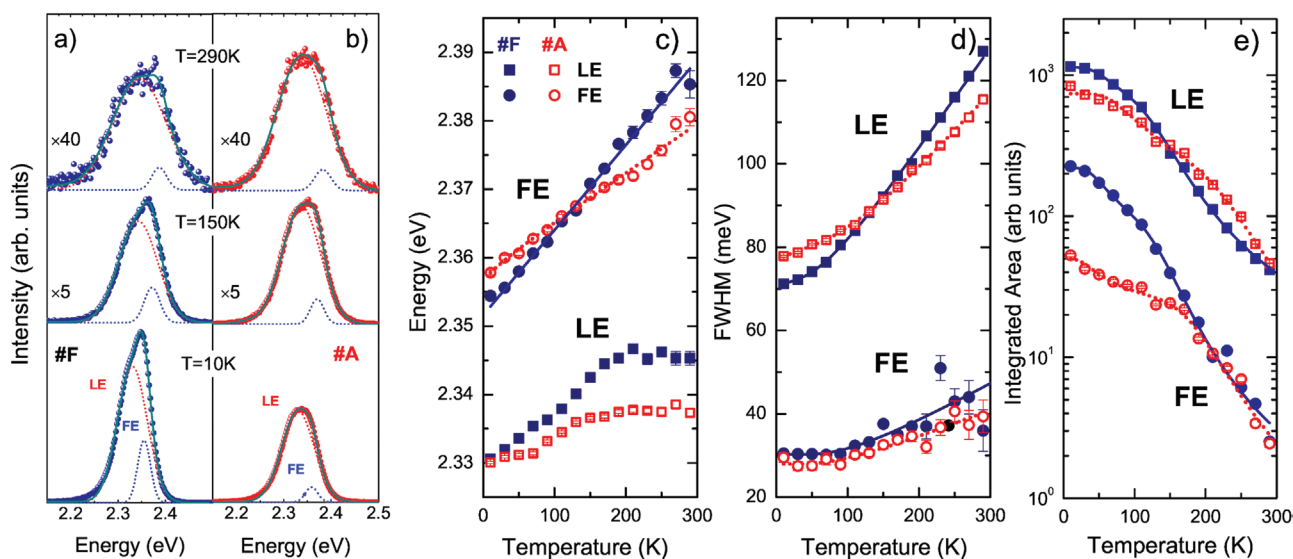 a)
T=290K
×40
T=150K
×5
#F
T=10K
LE
FE
2.2 2.3 2.4
Energy (eV)
Intensity (arb. units)
b)
×40
×5
#A
LE
FE
2.2 2.3 2.4 2.5
Energy (eV)
c)
#F #A
LE
FE
FE
LE
2.39
2.38
2.37
2.36
2.35
2.34
2.33
Energy (eV)
0 100 200 300
Temperature (K)
d)
LE
FE
120
100
80
60
40
20
FWHM (meV)
0 100 200 300
Temperature (K)
e)
LE
FE
10³
10²
10¹
10⁰
Integrated Area (arb units)
0 100 200 300
Temperature (K)